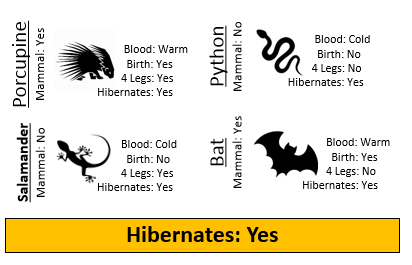 Porcupine
Mammal: Yes
Blood: Warm
Birth: Yes
4 Legs: Yes
Hibernates: Yes
Python
Mammal: No
Blood: Cold
Birth: No
4 Legs: No
Hibernates: Yes
Salamander
Mammal: No
Blood: Cold
Birth: No
4 Legs: Yes
Hibernates: Yes
Bat
Mammal: Yes
Blood: Warm
Birth: Yes
4 Legs: No
Hibernates: Yes
Hibernates: Yes